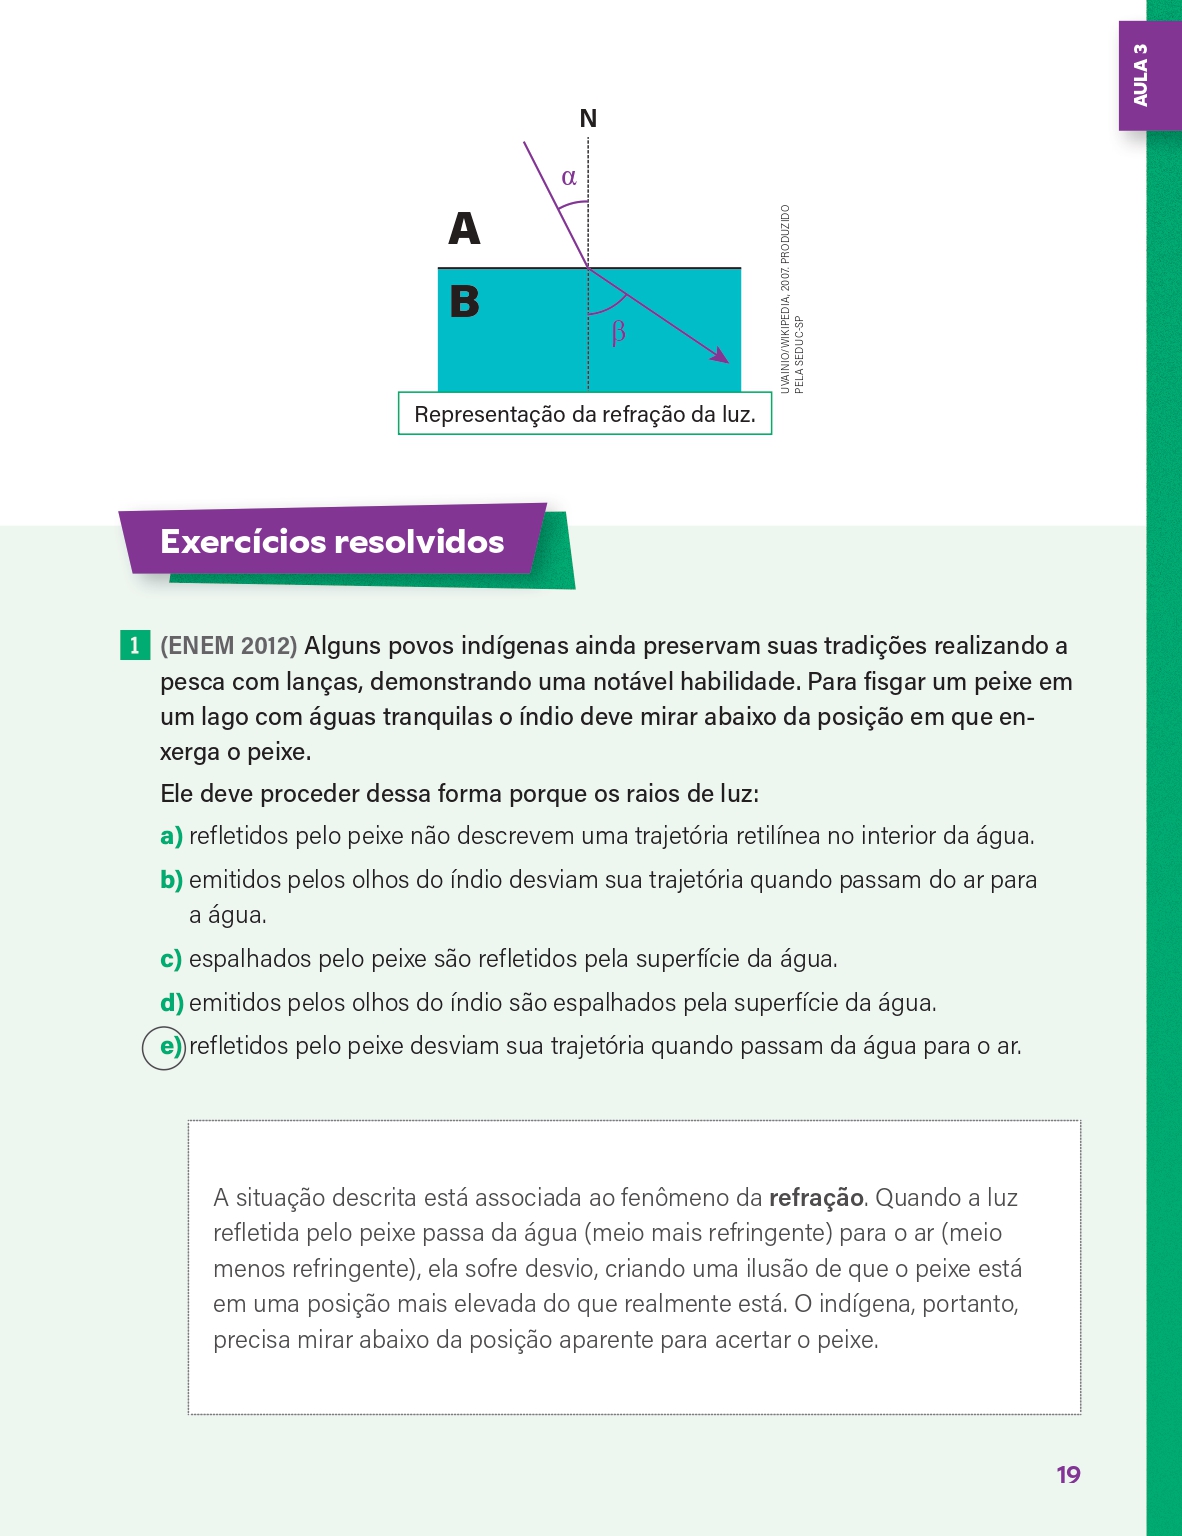 AULA 3
N
α
A
B
β
UVAINIO/WIKIPEDIA, 2007. PRODUZIDO
PELA SEDUC-SP
Representação da refração da luz.
Exercícios resolvidos
1 (ENEM 2012) Alguns povos indígenas ainda preservam suas tradições realizando a
pesca com lanças, demonstrando uma notável habilidade. Para fisgar um peixe em
um lago com águas tranquilas o índio deve mirar abaixo da posição em que en-
xerga o peixe.
Ele deve proceder dessa forma porque os raios de luz:
a) refletidos pelo peixe não descrevem uma trajetória retilínea no interior da água.
b) emitidos pelos olhos do índio desviam sua trajetória quando passam do ar para
a água.
c) espalhados pelo peixe são refletidos pela superfície da água.
d) emitidos pelos olhos do índio são espalhados pela superfície da água.
e) refletidos pelo peixe desviam sua trajetória quando passam da água para o ar.
A situação descrita está associada ao fenômeno da refração. Quando a luz
refletida pelo peixe passa da água (meio mais refringente) para o ar (meio
menos refringente), ela sofre desvio, criando uma ilusão de que o peixe está
em uma posição mais elevada do que realmente está. O indígena, portanto,
precisa mirar abaixo da posição aparente para acertar o peixe.
19